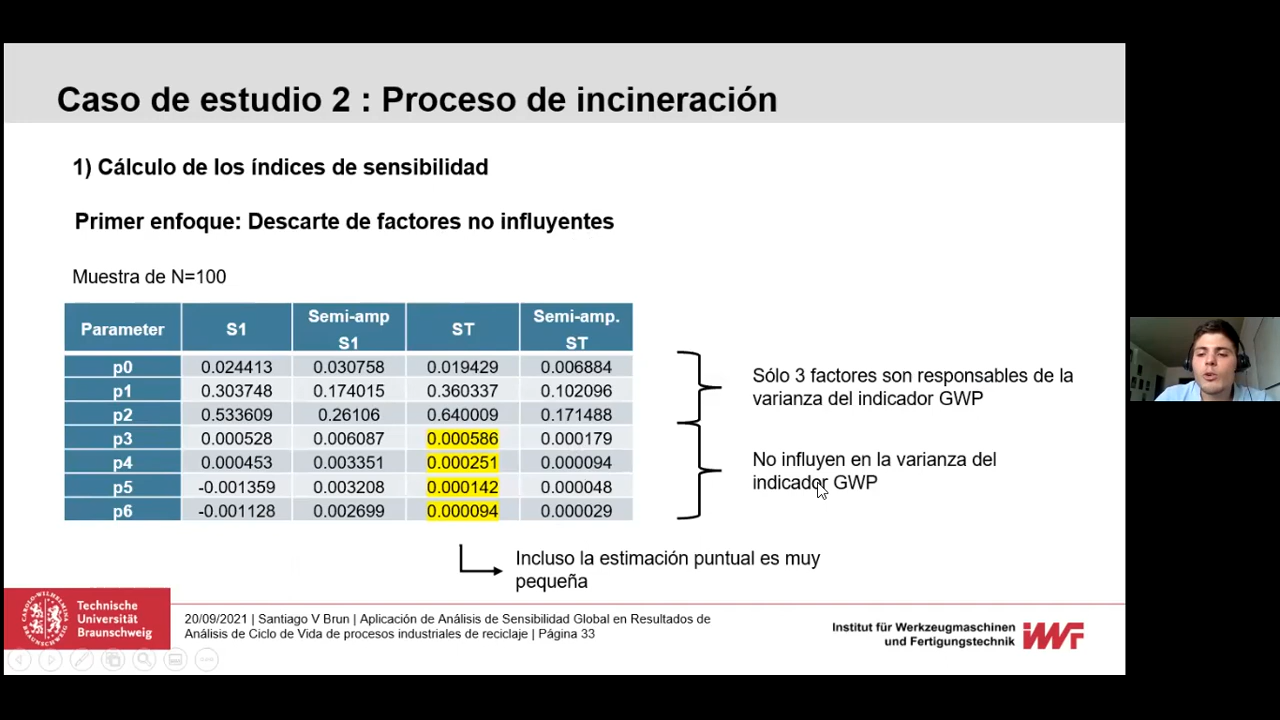 Caso de estudio 2 : Proceso de incineración
1) Cálculo de los índices de sensibilidad
Primer enfoque: Descarte de factores no influyentes
Muestra de N=100
Parameter S1 Semi-amp S1 ST Semi-amp. ST
p0 0.024413 0.030758 0.019429 0.006884
p1 0.303748 0.174015 0.360337 0.102096
p2 0.533609 0.26106 0.640009 0.171488
p3 0.000528 0.006087 0.000586 0.000179
p4 0.000453 0.003351 0.000251 0.000094
p5 -0.001359 0.003208 0.000142 0.000048
p6 -0.001128 0.002699 0.000094 0.000029
Sólo 3 factores son responsables de la
varianza del indicador GWP
No influyen en la varianza del
indicador GWP
Incluso la estimación puntual es muy
pequeña
Technische
Universität
Braunschweig
20/09/2021 | Santiago V Brun | Aplicación de Análisis de Sensibilidad Global en Resultados de
Análisis de Ciclo de Vida de procesos industriales de reciclaje | Página 33
Institut für Werkzeugmaschinen
und Fertigungstechnik
iWF